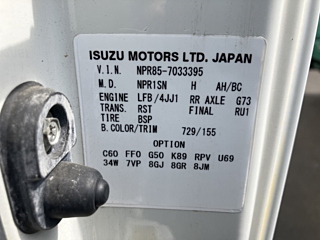 ISUZU MOTORS LTD. JAPAN
V.I.N. NPR85-7033395
M.D. NPR1SN H AH/BC
ENGINE LFB /4JJ1 RR AXLE G73
TRANS. RST FINAL RU1
TIRE BSP
B.COLOR/TRIM 729/155
OPTION
C60 FF0 G50 K89 RPV U69
34W 7VP 8GJ 8GR 8JM